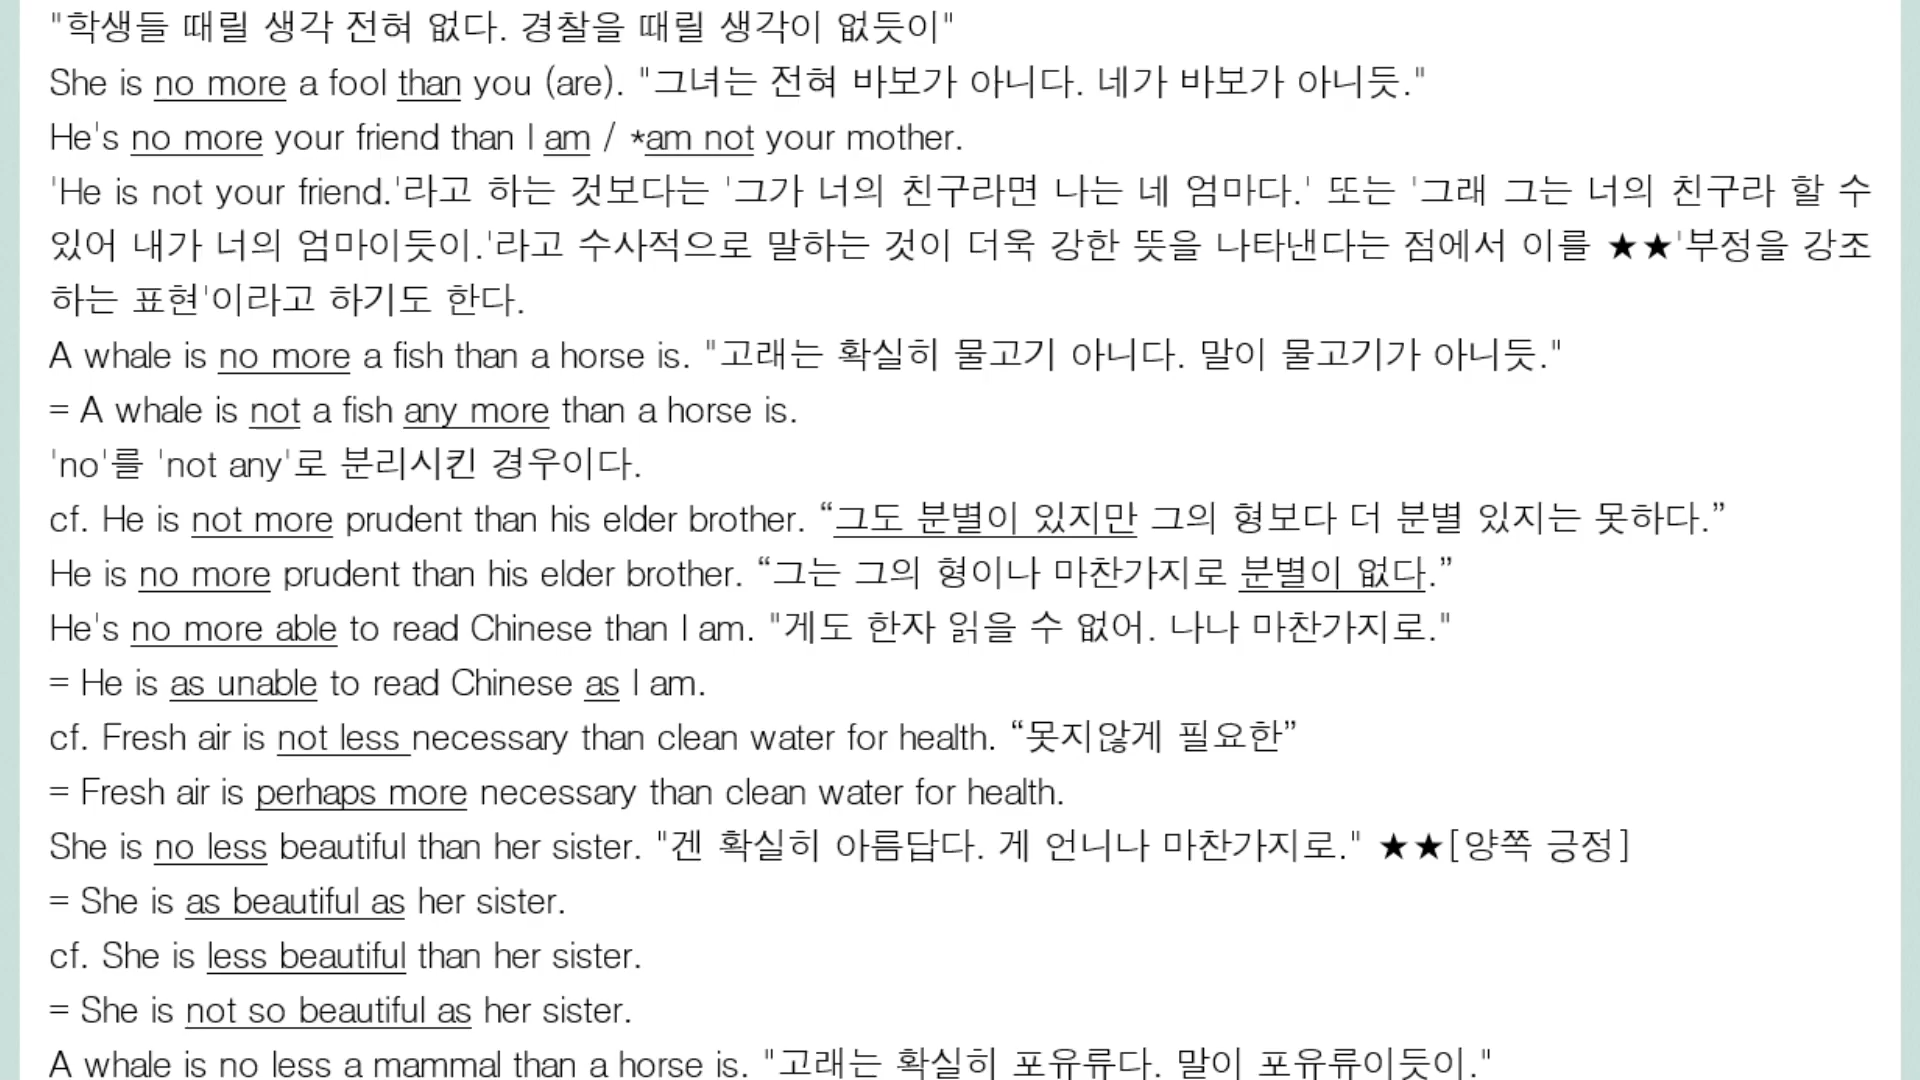 "학생들 때릴 생각 전혀 없다. 경찰을 때릴 생각이 없듯이"
She is no more a fool than you (are). "그녀는 전혀 바보가 아니다. 네가 바보가 아니듯."
He's no more your friend than I am / *am not your mother.
'He is not your friend.'라고 하는 것보다는 '그가 너의 친구라면 나는 네 엄마다.' 또는 '그래 그는 너의 친구라 할 수
있어 내가 너의 엄마이듯이.'라고 수사적으로 말하는 것이 더욱 강한 뜻을 나타낸다는 점에서 이를 ★★'부정을 강조
하는 표현'이라고 하기도 한다.
A whale is no more a fish than a horse is. "고래는 확실히 물고기 아니다. 말이 물고기가 아니듯."
= A whale is not a fish any more than a horse is.
'no'를 'not any'로 분리시킨 경우이다.
cf. He is not more prudent than his elder brother. “그도 분별이 있지만 그의 형보다 더 분별 있지는 못하다.”
He is no more prudent than his elder brother. “그는 그의 형이나 마찬가지로 분별이 없다.”
He's no more able to read Chinese than I am. "게도 한자 읽을 수 없어. 나나 마찬가지로."
= He is as unable to read Chinese as I am.
cf. Fresh air is not less necessary than clean water for health. “못지않게 필요한”
= Fresh air is perhaps more necessary than clean water for health.
She is no less beautiful than her sister. "겐 확실히 아름답다. 게 언니나 마찬가지로." ★★[양쪽 긍정]
= She is as beautiful as her sister.
cf. She is less beautiful than her sister.
= She is not so beautiful as her sister.
A whale is no less a mammal than a horse is. "고래는 확실히 포유류다. 말이 포유류이듯이."